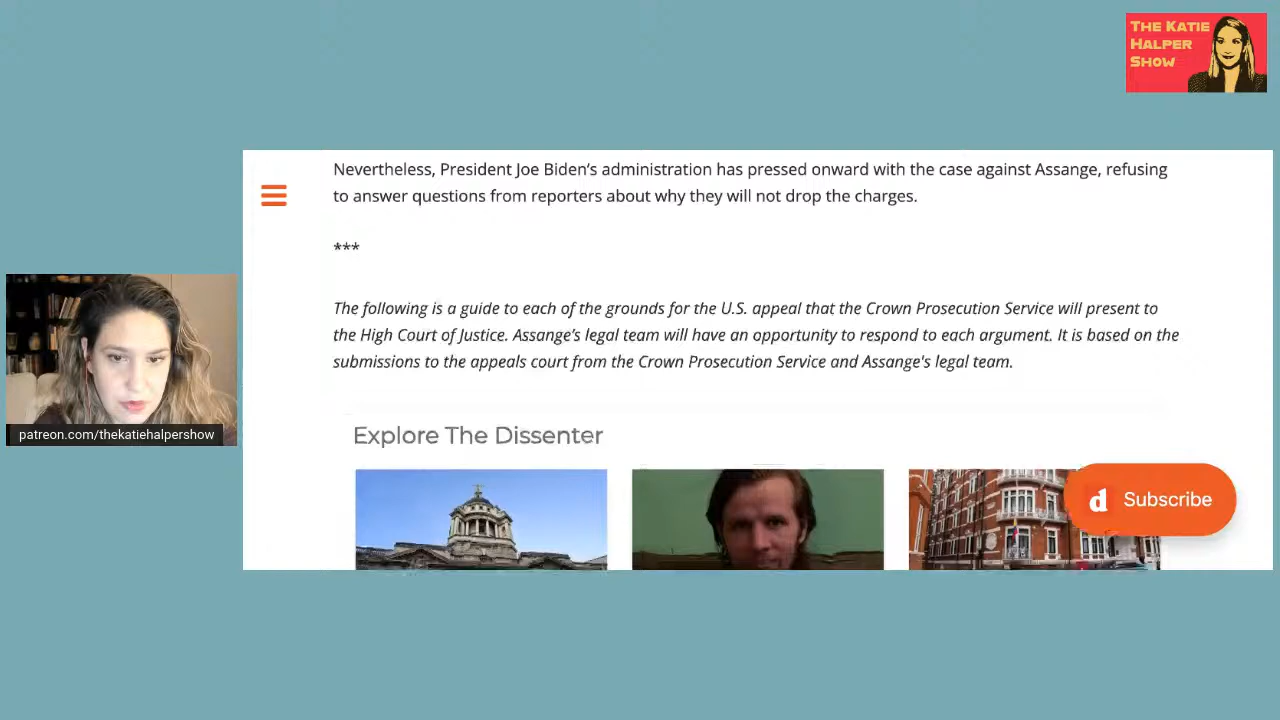 THE KATIE
HALPER
SHOW
Nevertheless, President Joe Biden’s administration has pressed onward with the case against Assange, refusing
to answer questions from reporters about why they will not drop the charges.
***
The following is a guide to each of the grounds for the U.S. appeal that the Crown Prosecution Service will present to
the High Court of Justice. Assange’s legal team will have an opportunity to respond to each argument. It is based on the
submissions to the appeals court from the Crown Prosecution Service and Assange's legal team.
patreon.com/thekatiehalpershow
Explore The Dissenter
d Subscribe